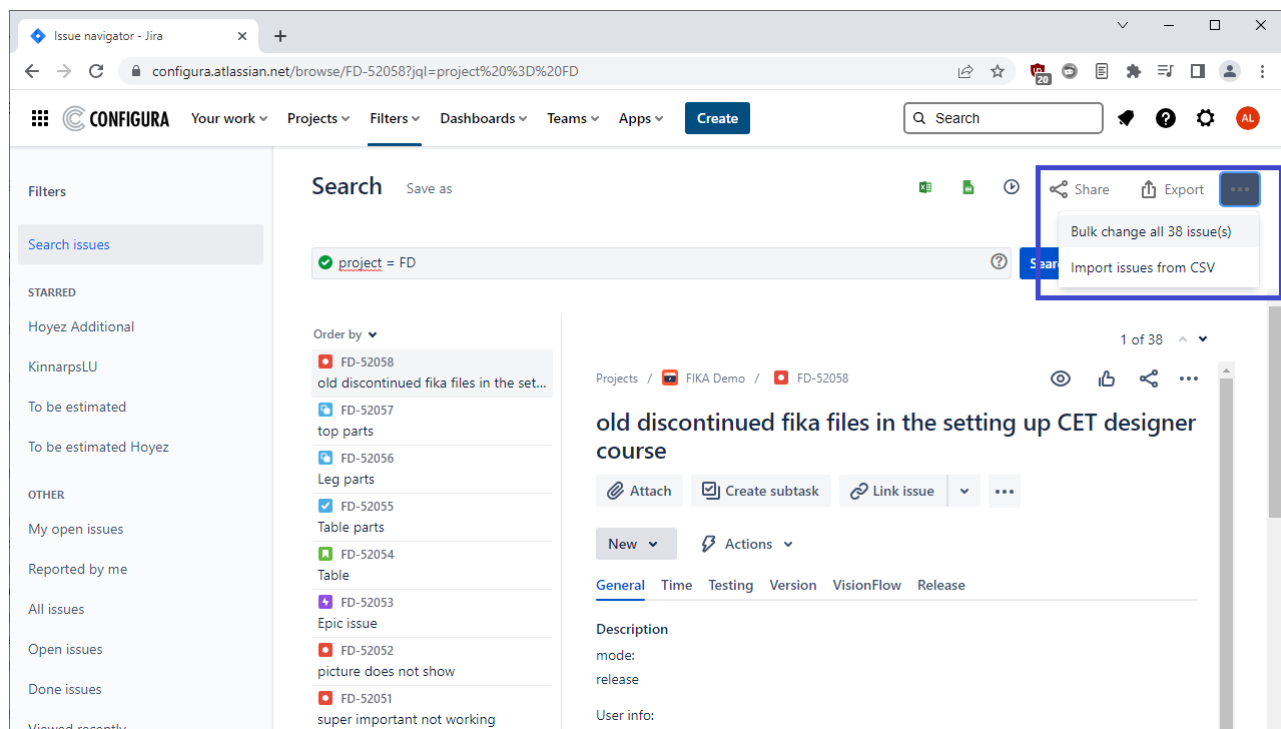 Issue navigator - Jira
configura.atlassian.net/browse/FD-52058?jql=project%20%3D%20FD
20
CONFIGURA Your work Projects Filters Dashboards Teams Apps Create Search AL
Filters
Search issues
STARRED
Hoyez Additional
KinnarpsLU
To be estimated
To be estimated Hoyez
OTHER
My open issues
Reported by me
All issues
Open issues
Done issues
Viewed recently
Search Save as Share Export
Bulk change all 38 issue(s)
Import issues from CSV
project = FD
Order by
FD-52058
old discontinued fika files in the set...
FD-52057
top parts
FD-52056
Leg parts
FD-52055
Table parts
FD-52054
Table
FD-52053
Epic issue
FD-52052
picture does not show
FD-52051
super important not working
1 of 38
Projects / FIKA Demo / FD-52058
old discontinued fika files in the setting up CET designer
course
Attach Create subtask Link issue
New Actions
General Time Testing Version VisionFlow Release
Description
mode:
release
User info: